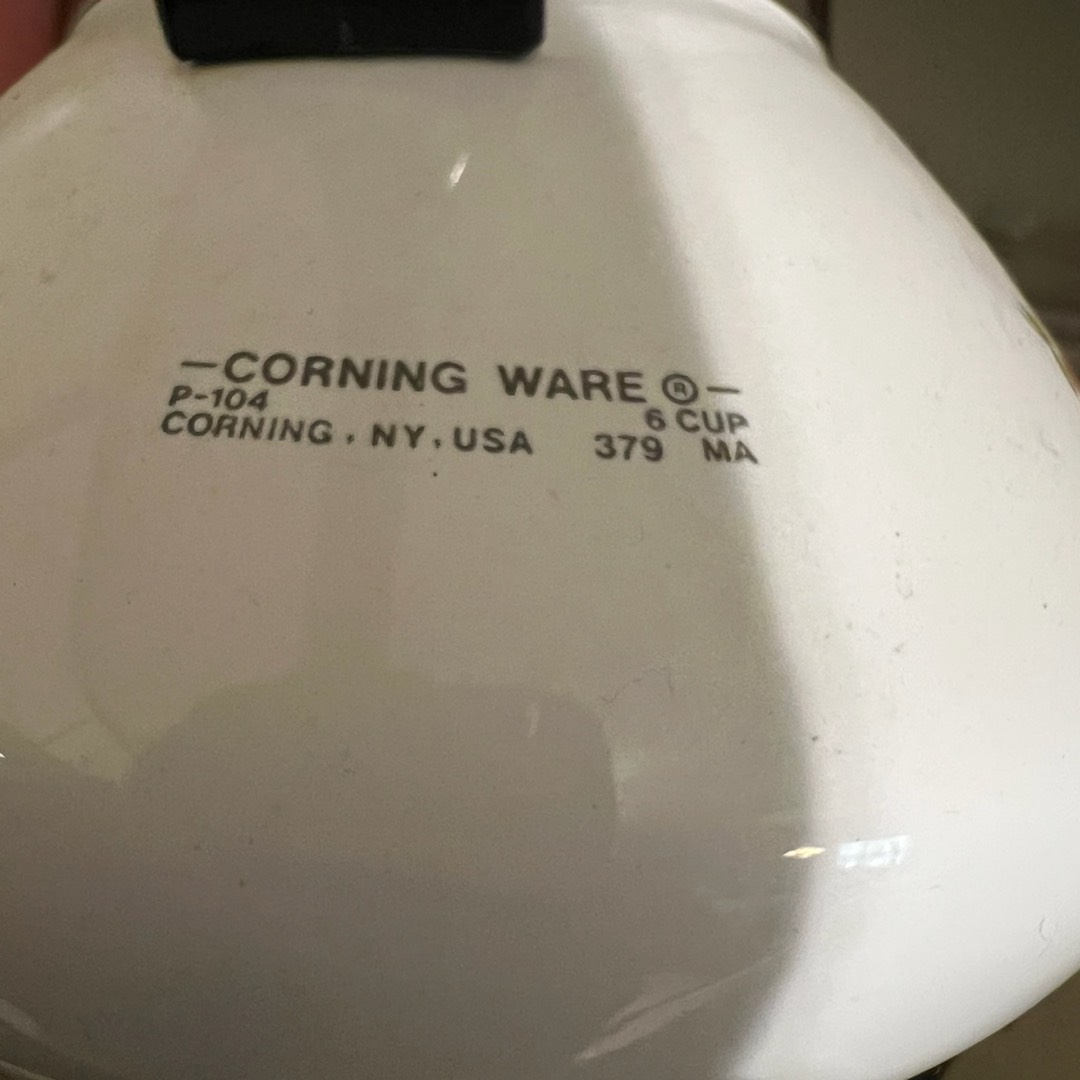 —CORNING WARE ®—
P-104 6 CUP
CORNING, NY, USA 379 MA